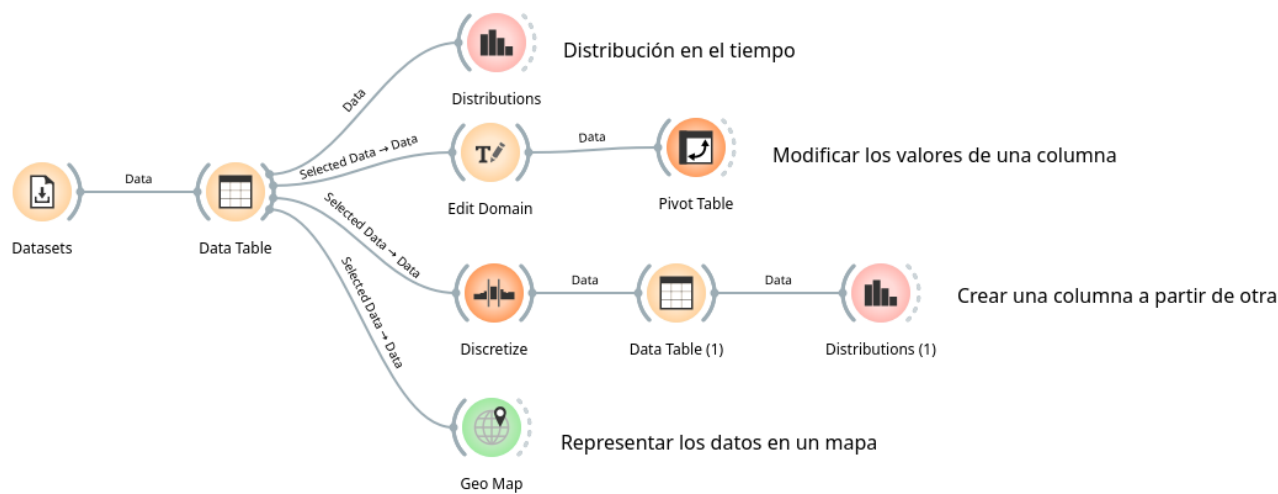 Distribución en el tiempo
Data
Distributions
Selected Data → Data
Data
Modificar los valores de una columna
Data
Edit Domain
Pivot Table
Datasets
Data Table
Selected Data → Data
Selected Data → Data
Data
Data
Crear una columna a partir de otra
Discretize
Data Table (1)
Distributions (1)
Representar los datos en un mapa
Geo Map